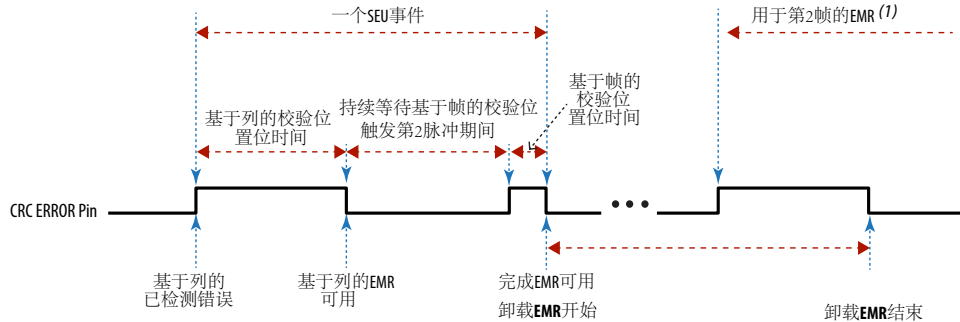 一个SEU事件
用于第2帧的EMR (1)
基于帧的
校验位
置位时间
基于列的校验位
置位时间
持续等待基于帧的校验位
触发第2脉冲期间
CRC ERROR Pin
基于列的
已检测错误
基于列的EMR
可用
完成EMR可用
卸载EMR开始
卸载EMR结束